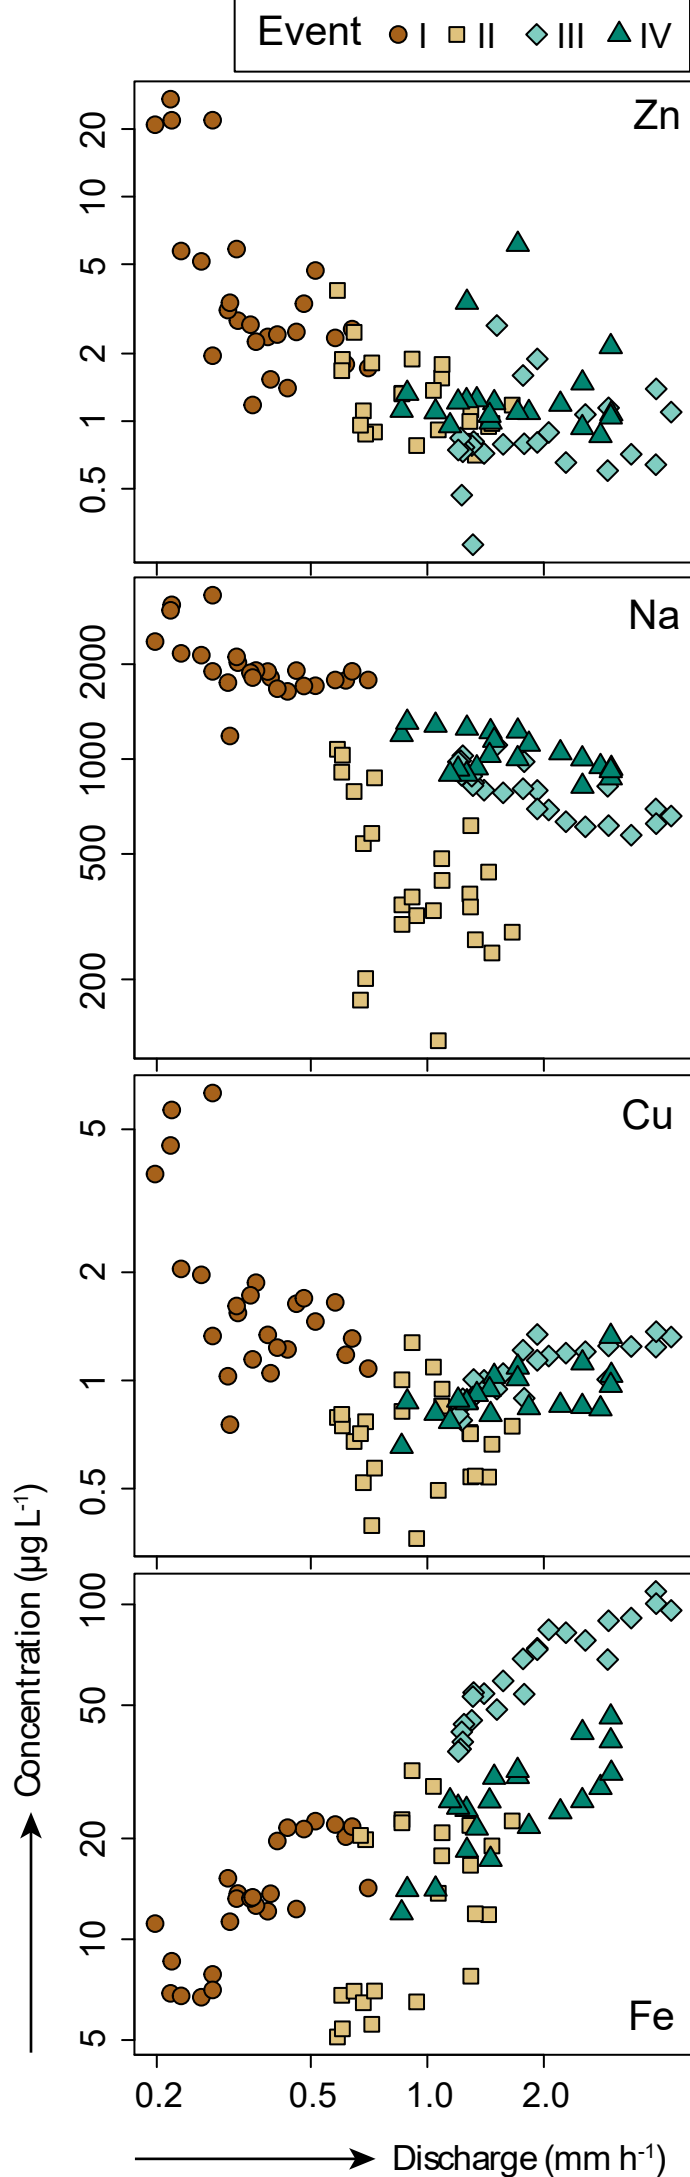 Event I II III IV
Zn
20
10
5
2
1
0.5
Na
2000
1000
500
200
Cu
5
2
1
0.5
Fe
100
50
20
10
5
0.2 0.5 1.0 2.0
Concentration (µg L⁻¹)
Discharge (mm h⁻¹)